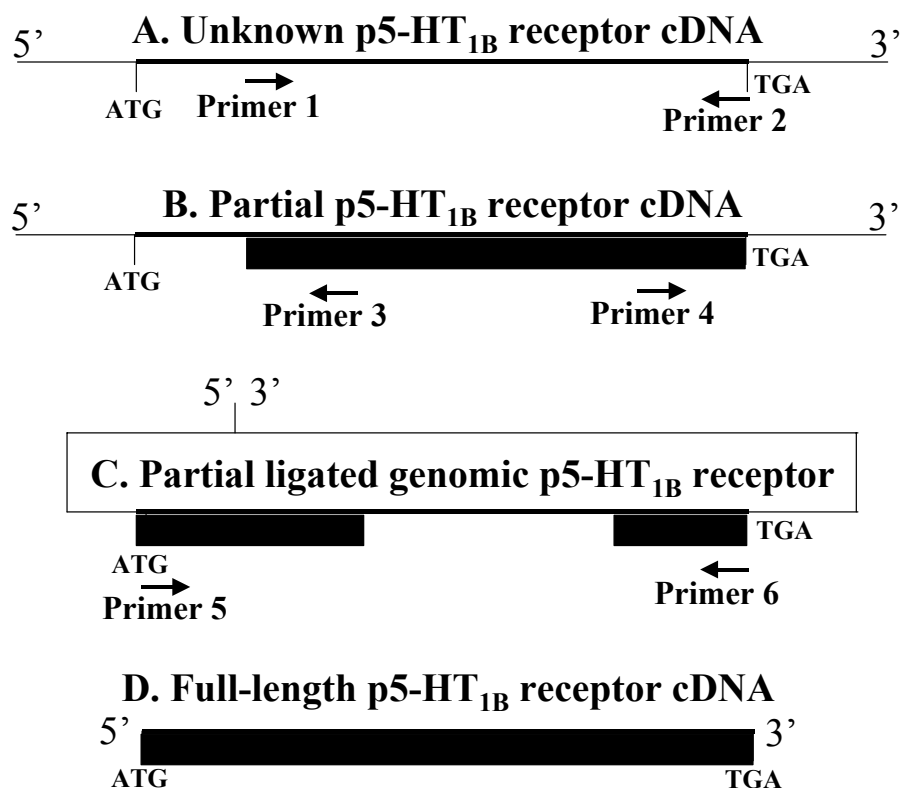 5’ A. Unknown p5-HT1B receptor cDNA 3’
ATG Primer 1 TGA
Primer 2
5’ B. Partial p5-HT1B receptor cDNA 3’
ATG TGA
Primer 3 Primer 4
5’ 3’
C. Partial ligated genomic p5-HT1B receptor
ATG TGA
Primer 5 Primer 6
D. Full-length p5-HT1B receptor cDNA
5’ 3’
ATG TGA